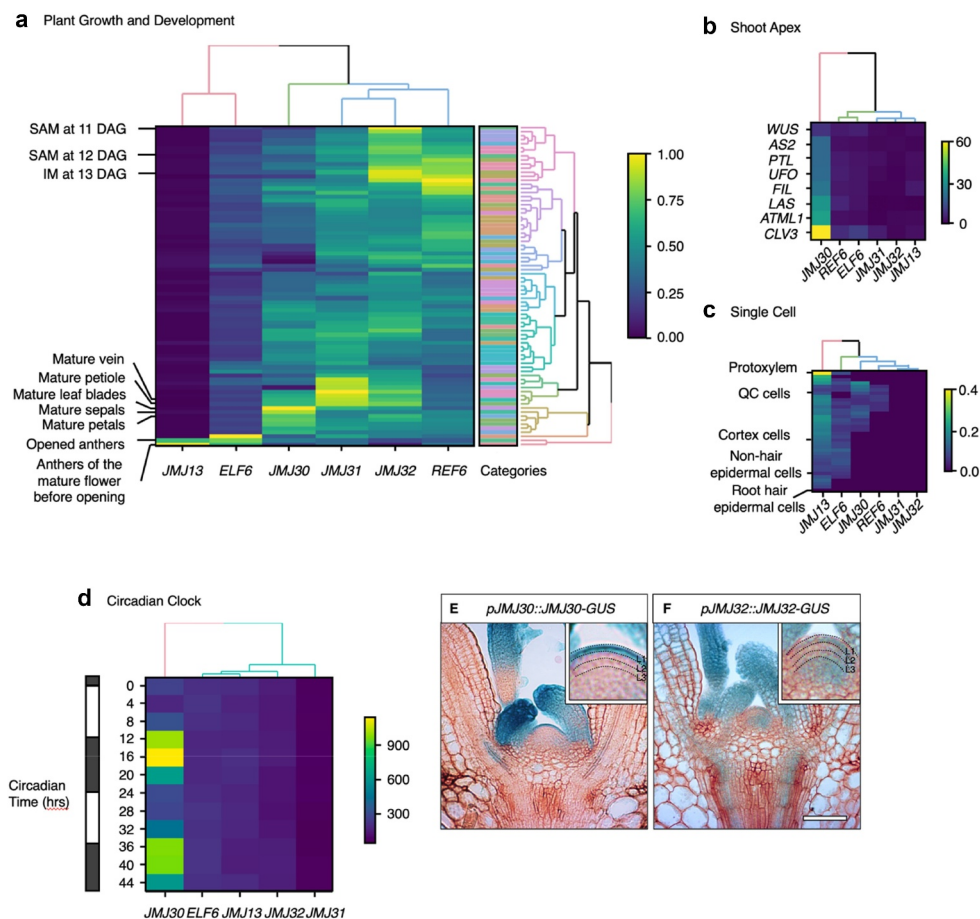 a Plant Growth and Development
SAM at 11 DAG
SAM at 12 DAG
IM at 13 DAG
Mature vein
Mature petiole
Mature leaf blades
Mature sepals
Mature petals
Opened anthers
Anthers of the
mature flower
before opening
JMJ13 ELF6 JMJ30 JMJ31 JMJ32 REF6 Categories
1.00
0.75
0.50
0.25
0.00
b Shoot Apex
WUS
AS2
PTL
UFO
FIL
LAS
ATML1
CLV3
JMJ30 REF6 ELF6 JMJ31 JMJ32 JMJ13
60
30
0
c Single Cell
Protoxylem
QC cells
Cortex cells
Non-hair
epidermal cells
Root hair
epidermal cells
JMJ13 ELF6 JMJ30 REF6 JMJ31 JMJ32
0.4
0.2
0.0
d Circadian Clock
Circadian
Time (hrs)
0
4
8
12
16
20
24
28
32
36
40
44
JMJ30 ELF6 JMJ13 JMJ32 JMJ31
900
600
300
E pJMJ30::JMJ30-GUS
L1
L2
L3
F pJMJ32::JMJ32-GUS
L1
L2
L3